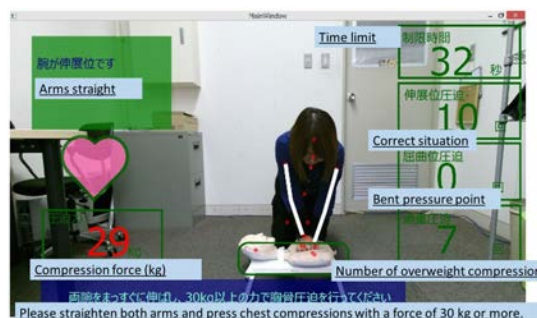 MainWindow
腕が伸展位です
Arms straight
Time limit
制限時間
32 秒
伸展位圧迫
10 回
Correct situation
屈曲位圧迫
0
Bent pressure point
7
29
Compression force (kg)
Number of overweight compression
両腕をまっすぐに伸ばし、30kg以上の力で胸骨圧迫を行ってください
Please straighten both arms and press chest compressions with a force of 30 kg or more.